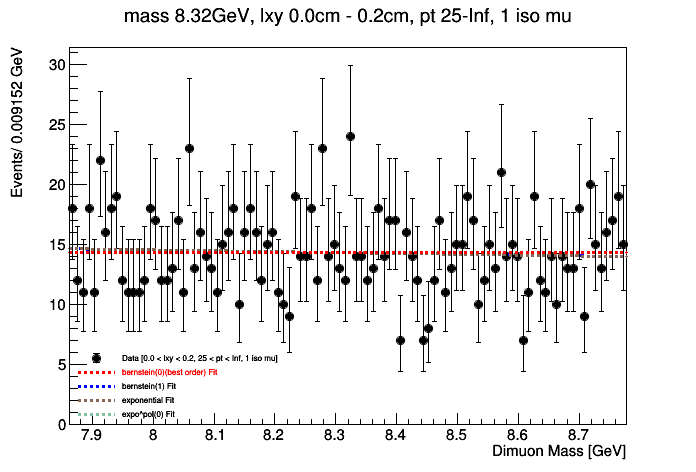 mass 8.32GeV, lxy 0.0cm - 0.2cm, pt 25-Inf, 1 iso mu
Events/ 0.009152 GeV
30
25
20
15
10
5
0
Data [0.0 < lxy < 0.2, 25 < pt < Inf, 1 iso mu]
bernstein(0)(best order) Fit
bernstein(1) Fit
exponential Fit
expo*pol(0) Fit
7.9 8 8.1 8.2 8.3 8.4 8.5 8.6 8.7
Dimuon Mass [GeV]